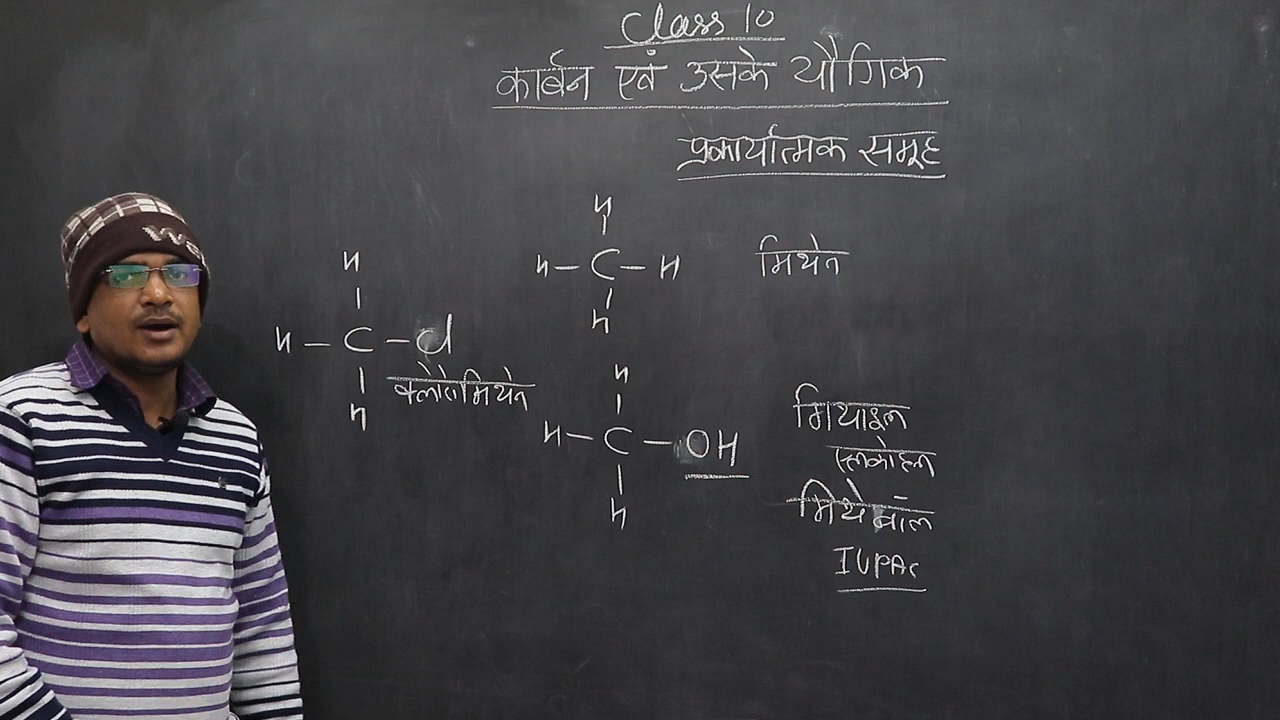 Class 10
कार्बन एवं उसके यौगिक
प्रकार्यात्मक समूह
H
H – C – H मिथेन
H
H
H – C – Cl
क्लोरोमिथेन
H
H
H – C – OH
H
मिथाइल
एल्कोहल
मिथेनॉल
IUPAC